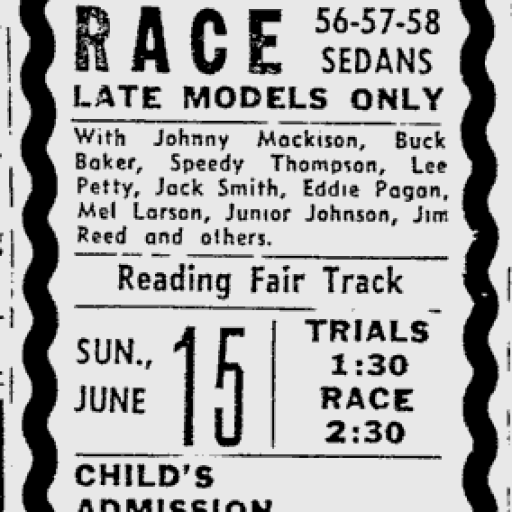 RACE 56-57-58
SEDANS
LATE MODELS ONLY
With Johnny Mackison, Buck
Baker, Speedy Thompson, Lee
Petty, Jack Smith, Eddie Pagan,
Mel Larson, Junior Johnson, Jim
Reed and others.
Reading Fair Track
SUN., JUNE 15
TRIALS
1:30
RACE
2:30
CHILD'S
ADMISSION